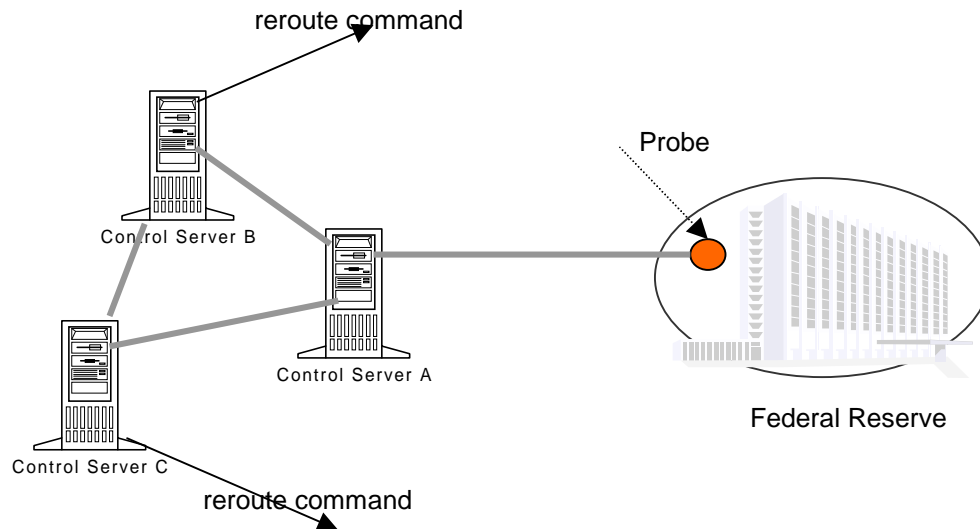 reroute command
Probe
Control Server B
Control Server A
Federal Reserve
Control Server C
reroute command